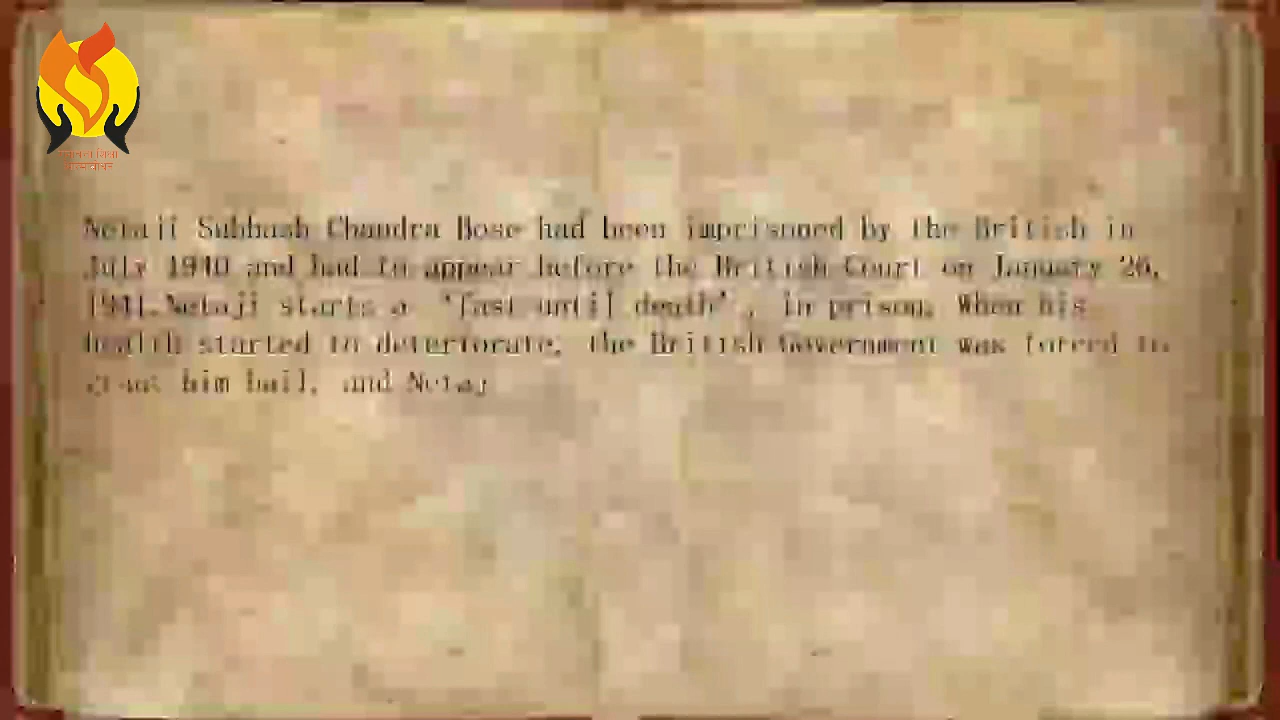 Netaji Subhash Chandra Bose had been imprisoned by the British in
July 1940 and had to appear before the British Court on January 26,
1941.Netaji starts a 'fast until death', in prison. When his
health started to deteriorate, the British Government was forced to
grant him bail, and Netaj